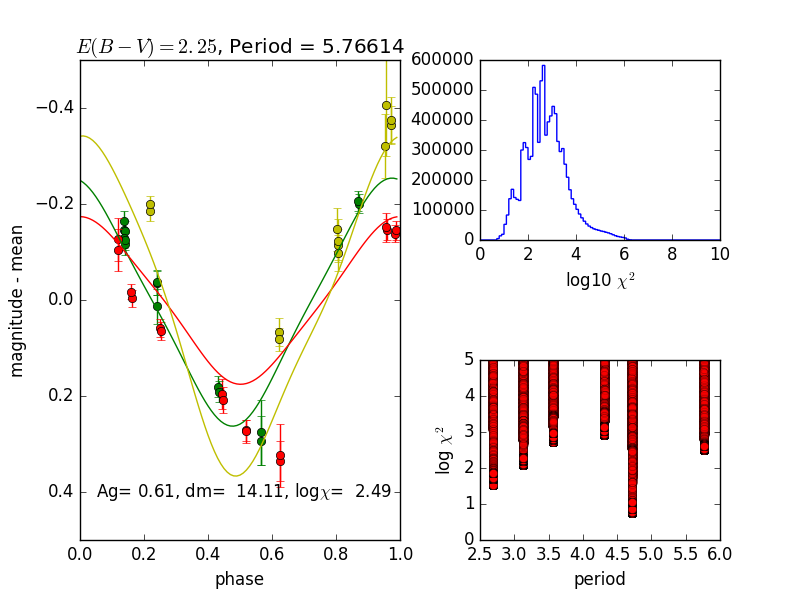 E(B − V) = 2.25, Period = 5.76614
magnitude - mean
−0.4
−0.2
0.0
0.2
0.4
Ag= 0.61, dm= 14.11, logχ= 2.49
0.0 0.2 0.4 0.6 0.8 1.0
phase
600000
500000
400000
300000
200000
100000
0
0 2 4 6 8 10
log10 χ²
log χ²
5
4
3
2
1
0
2.5 3.0 3.5 4.0 4.5 5.0 5.5 6.0
period